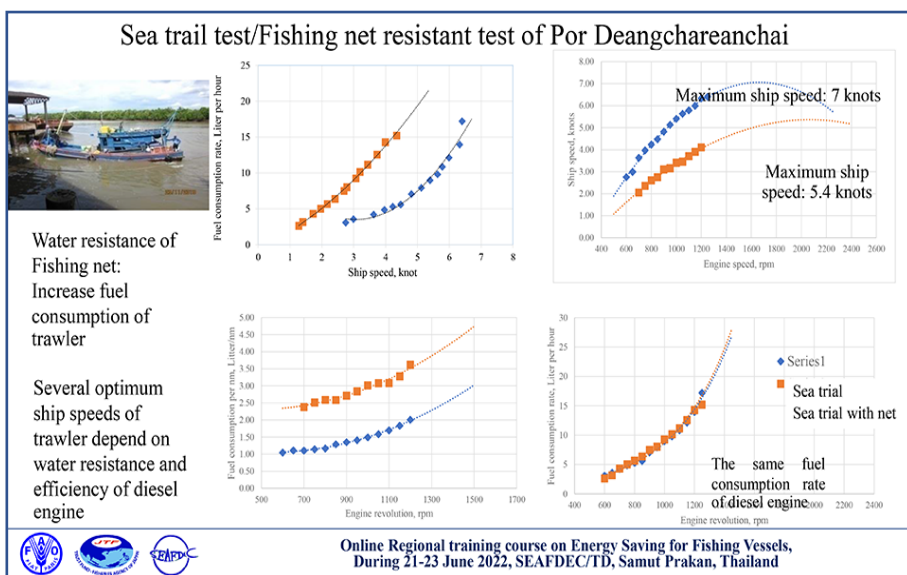 Sea trail test/Fishing net resistant test of Por Deangchareanchai
Water resistance of
Fishing net:
Increase fuel
consumption of
trawler
Several optimum
ship speeds of
trawler depend on
water resistance and
efficiency of diesel
engine
Fuel consumption rate, Liter per hour
25
20
15
10
5
0
0 1 2 3 4 5 6 7 8
Ship speed, knot
Ship speed, knots
8.00
7.00
6.00
5.00
4.00
3.00
2.00
1.00
0.00
Maximum ship speed: 7 knots
Maximum ship
speed: 5.4 knots
400 600 800 1000 1200 1400 1600 1800 2000 2200 2400 2600
Engine speed, rpm
Fuel consumption per nm, Litter/nm
5.00
4.50
4.00
3.50
3.00
2.50
2.00
1.50
1.00
0.50
0.00
500 700 900 1100 1300 1500 1700
Engine revolution, rpm
Fuel consumption rate, Liter per hour
30
25
20
15
10
5
0
Series1
Sea trial
Sea trial with net
The same fuel
consumption rate
of diesel engine
400 600 800 1000 1200 1400 1600 1800 2000 2200 2400
Engine revolution, rpm
FAO
FIAT PANIS
JTF
SEAFDEC
Online Regional training course on Energy Saving for Fishing Vessels,
During 21-23 June 2022, SEAFDEC/TD, Samut Prakan, Thailand